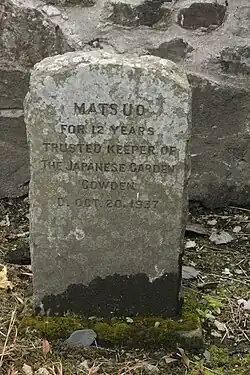 MATSUO
FOR 12 YEARS
TRUSTED KEEPER OF
THE JAPANESE GARDEN
COWDEN
D. OCT. 20. 1937